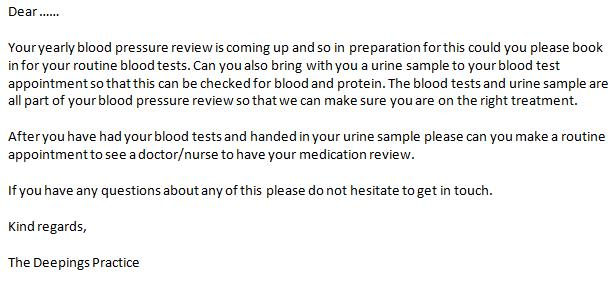 Dear ......
Your yearly blood pressure review is coming up and so in preparation for this could you please book
in for your routine blood tests. Can you also bring with you a urine sample to your blood test
appointment so that this can be checked for blood and protein. The blood tests and urine sample are
all part of your blood pressure review so that we can make sure you are on the right treatment.
After you have had your blood tests and handed in your urine sample please can you make a routine
appointment to see a doctor/nurse to have your medication review.
If you have any questions about any of this please do not hesitate to get in touch.
Kind regards,
The Deepings Practice